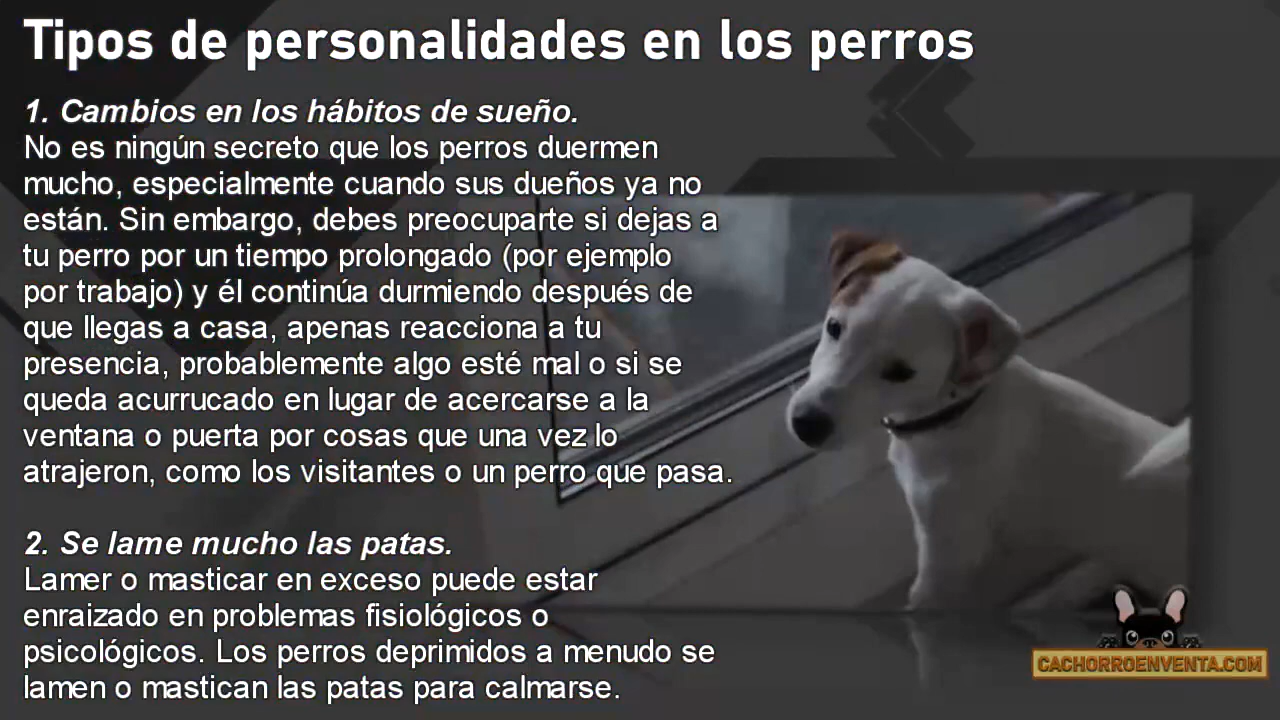 Tipos de personalidades en los perros
1. Cambios en los hábitos de sueño.
No es ningún secreto que los perros duermen
mucho, especialmente cuando sus dueños ya no
están. Sin embargo, debes preocuparte si dejas a
tu perro por un tiempo prolongado (por ejemplo
por trabajo) y él continúa durmiendo después de
que llegas a casa, apenas reacciona a tu
presencia, probablemente algo esté mal o si se
queda acurrucado en lugar de acercarse a la
ventana o puerta por cosas que una vez lo
atrajeron, como los visitantes o un perro que pasa.
2. Se lame mucho las patas.
Lamer o masticar en exceso puede estar
enraizado en problemas fisiológicos o
psicológicos. Los perros deprimidos a menudo se
lamen o mastican las patas para calmarse.
CACHORROENVENTA.COM